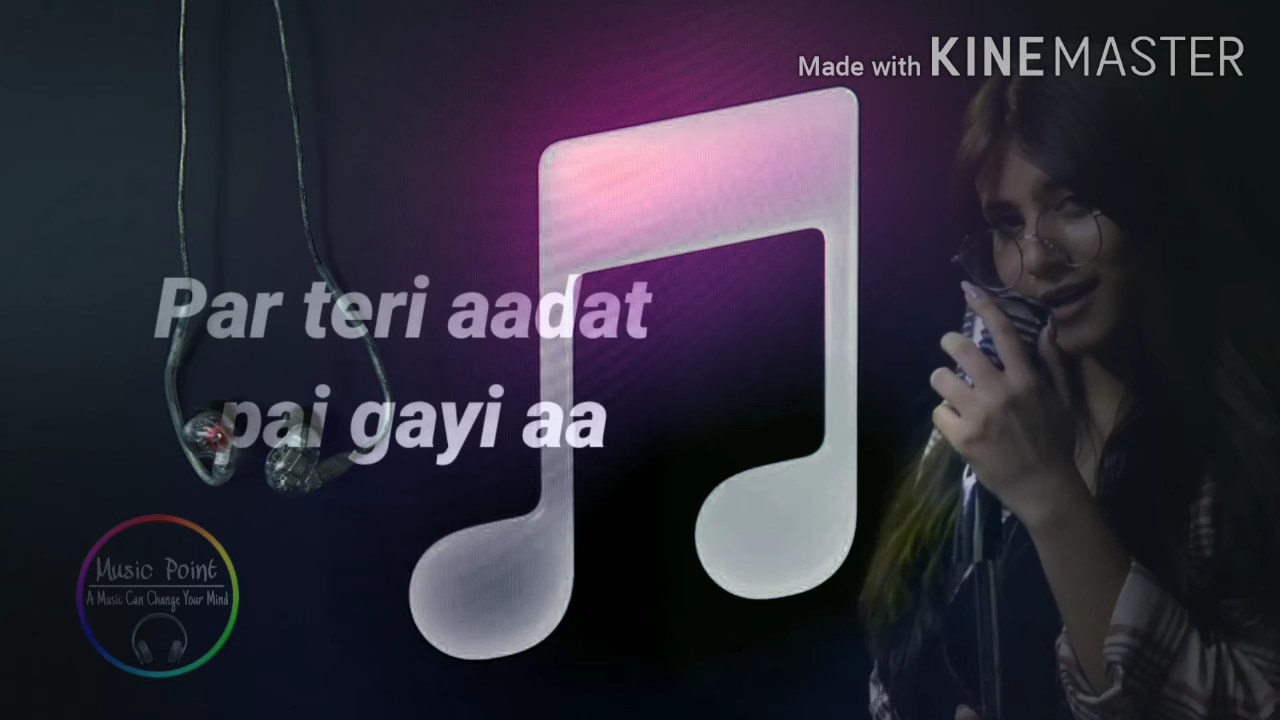 Made with KINEMASTER
Par teri aadat
pai gayi aa
Music Point
A Music Can Change Your Mind